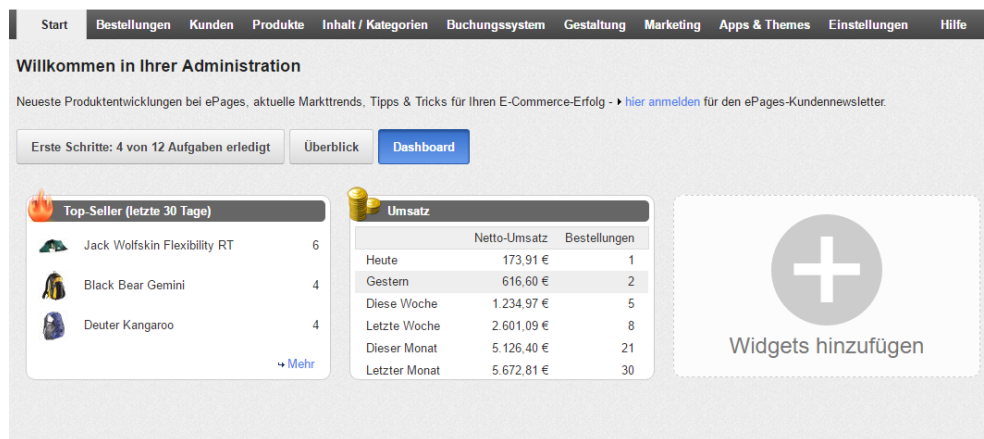 Start Bestellungen Kunden Produkte Inhalt / Kategorien Buchungssystem Gestaltung Marketing Apps & Themes Einstellungen Hilfe
Willkommen in Ihrer Administration
Neueste Produktentwicklungen bei ePages, aktuelle Markttrends, Tipps & Tricks für Ihren E-Commerce-Erfolg - hier anmelden für den ePages-Kundennewsletter.
Erste Schritte: 4 von 12 Aufgaben erledigt Überblick Dashboard
Top-Seller (letzte 30 Tage)
Jack Wolfskin Flexibility RT 6
Black Bear Gemini 4
Deuter Kangaroo 4
Mehr
Umsatz
Netto-Umsatz Bestellungen
Heute 173,91 € 1
Gestern 616,60 € 2
Diese Woche 1.234,97 € 5
Letzte Woche 2.601,09 € 8
Dieser Monat 5.126,40 € 21
Letzter Monat 5.672,81 € 30
Widgets hinzufügen